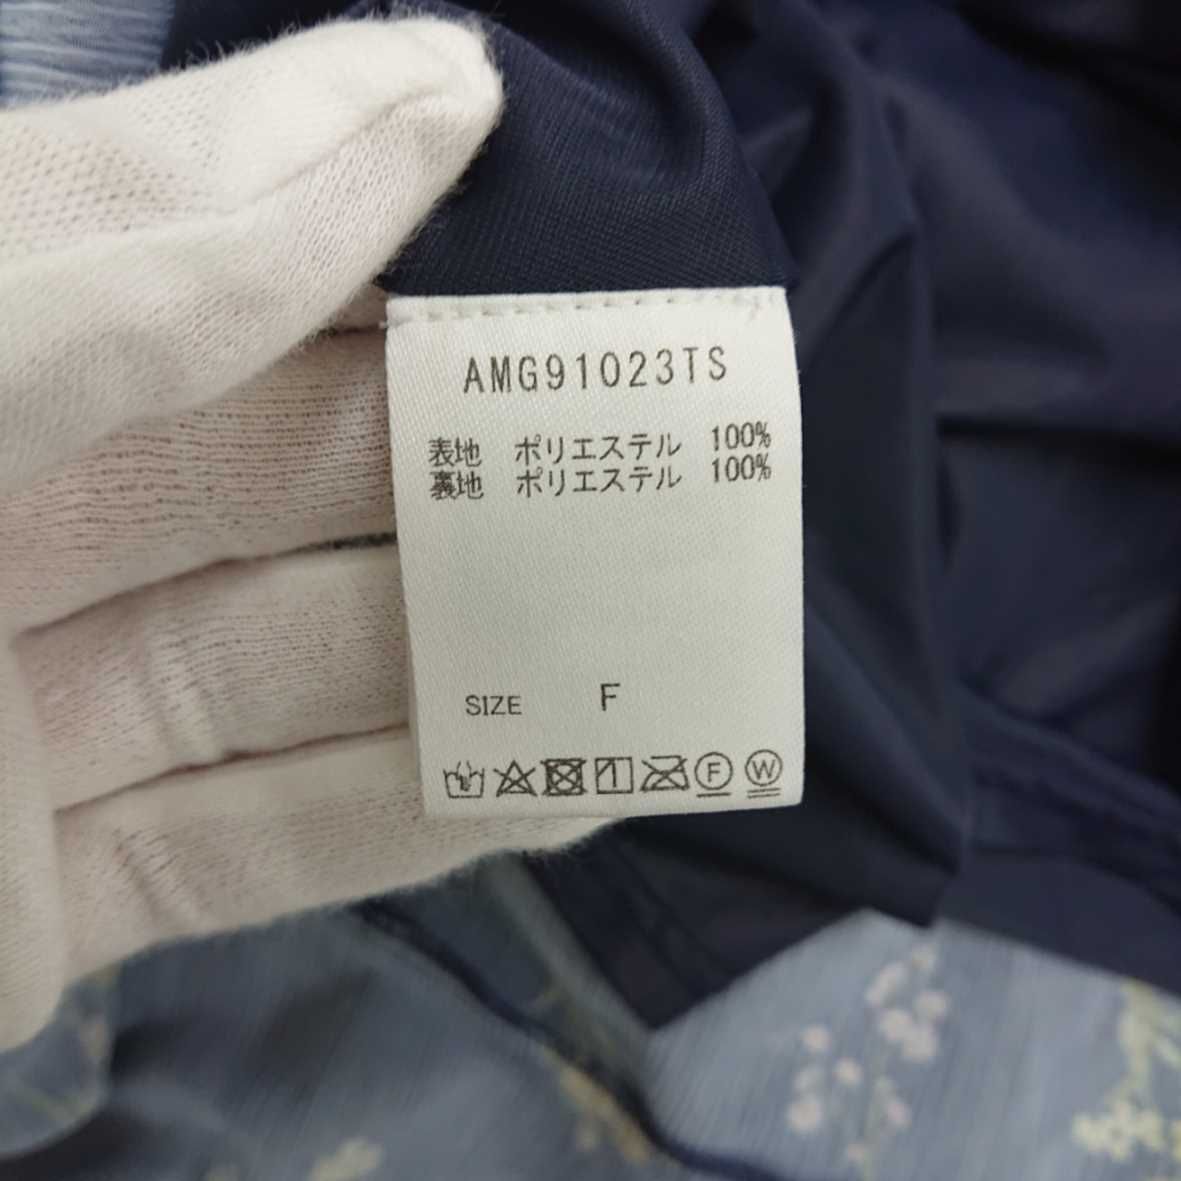 AMG91023TS
表地 ポリエステル 100%
裏地 ポリエステル 100%
SIZE F
F W